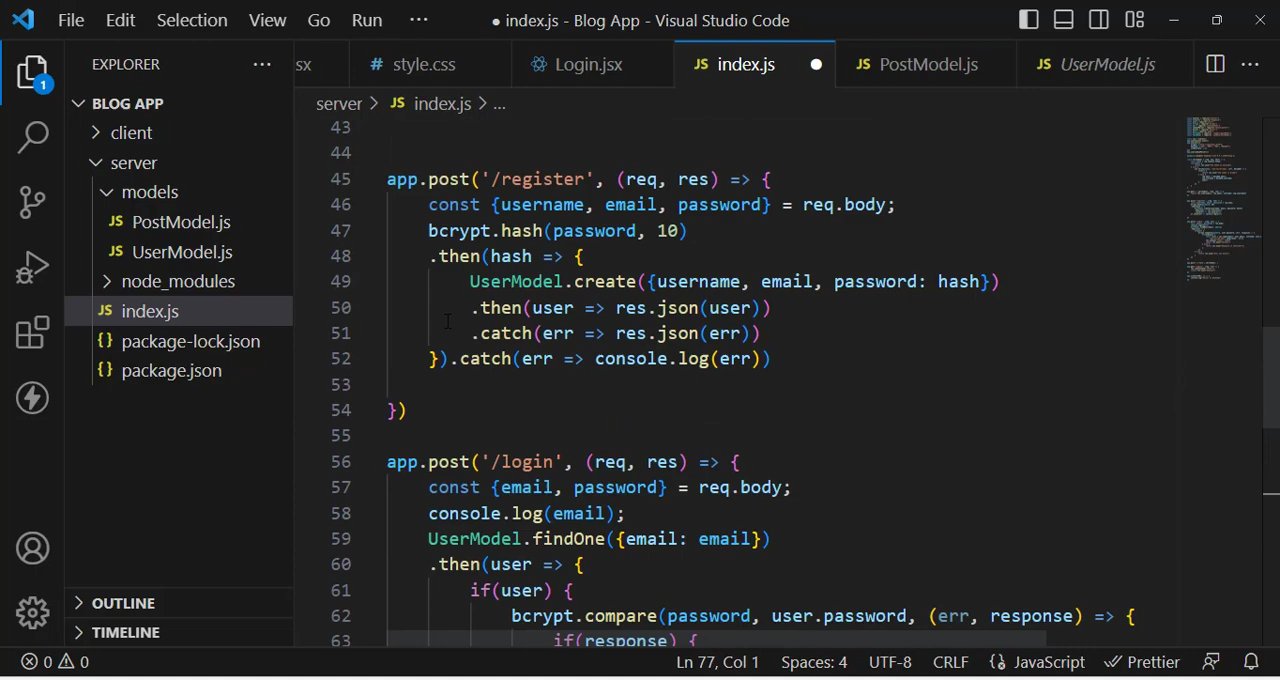 File Edit Selection View Go Run ··· ● index.js - Blog App - Visual Studio Code
EXPLORER ···
sx # style.css Login.jsx JS index.js ● JS PostModel.js JS UserModel.js ···
1
BLOG APP
client
server
models
JS PostModel.js
JS UserModel.js
node_modules
JS index.js
{} package-lock.json
{} package.json
OUTLINE
TIMELINE
server > JS index.js > ...
43
44
45 app.post('/register', (req, res) => {
46 const {username, email, password} = req.body;
47 bcrypt.hash(password, 10)
48 .then(hash => {
49 UserModel.create({username, email, password: hash})
50 .then(user => res.json(user))
51 .catch(err => res.json(err))
52 }).catch(err => console.log(err))
53
54 })
55
56 app.post('/login', (req, res) => {
57 const {email, password} = req.body;
58 console.log(email);
59 UserModel.findOne({email: email})
60 .then(user => {
61 if(user) {
62 bcrypt.compare(password, user.password, (err, response) => {
63 if(response) {
0 0 Ln 77, Col 1 Spaces: 4 UTF-8 CRLF {} JavaScript Prettier